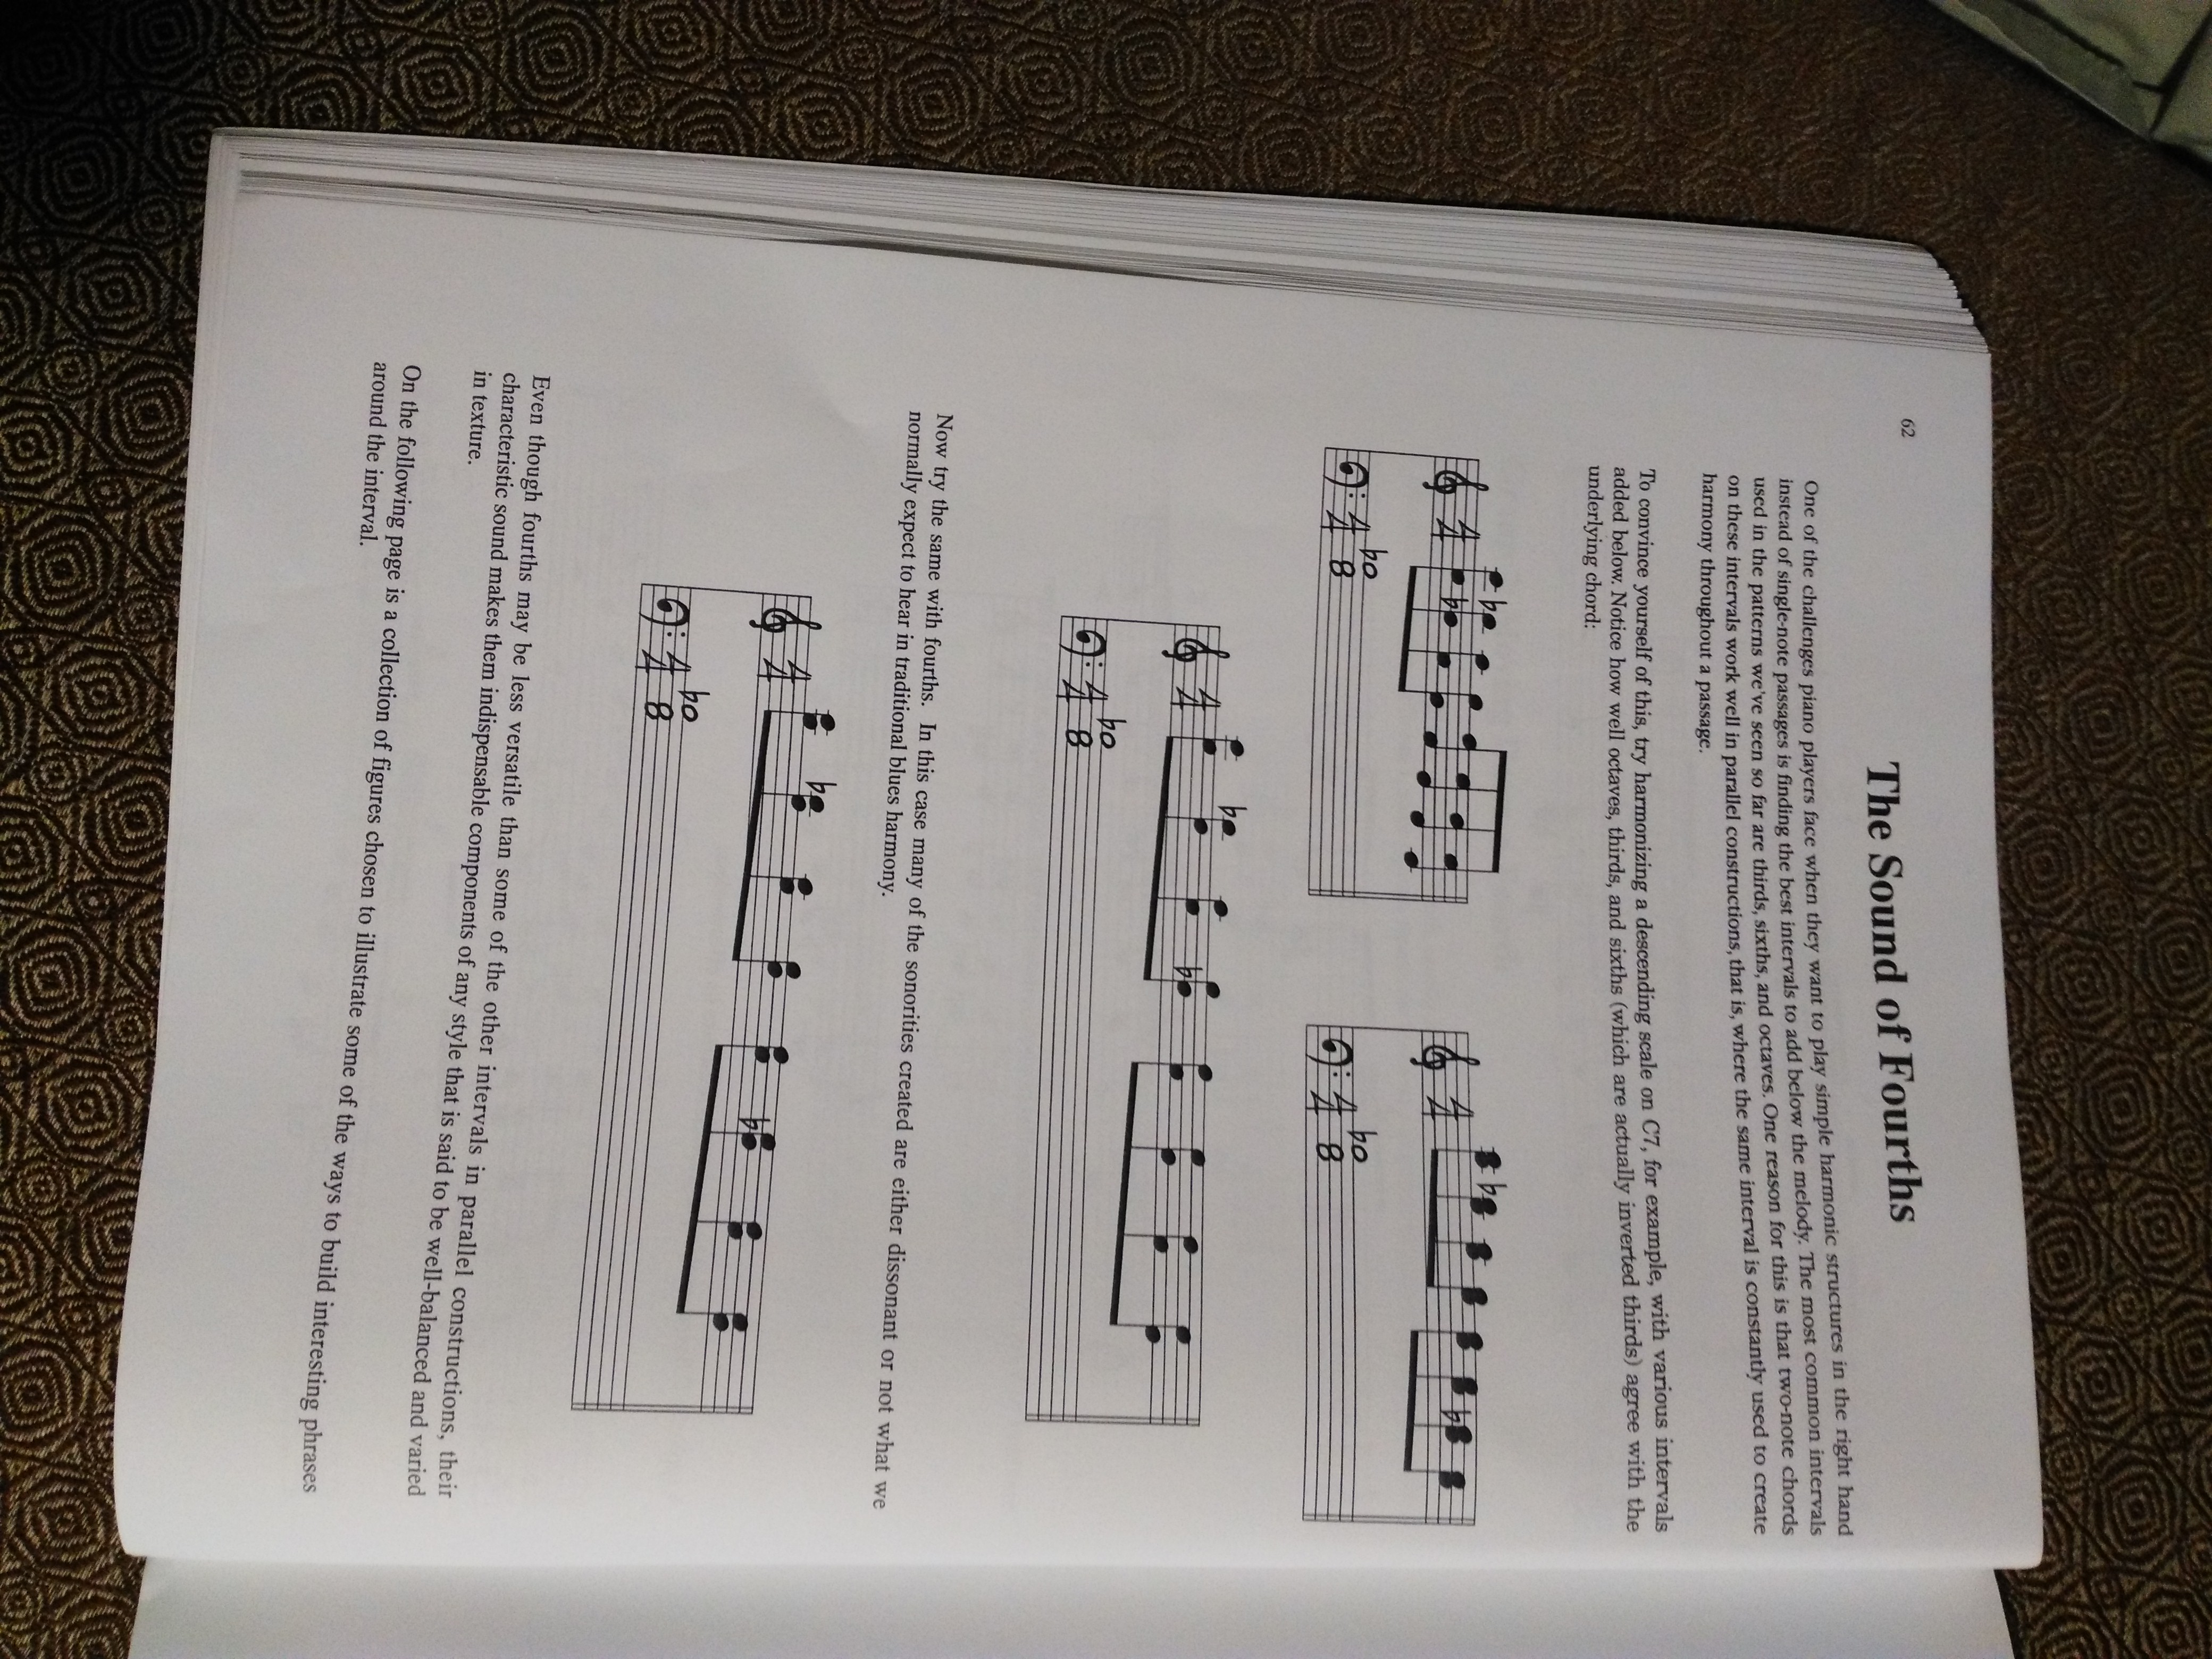 62
The Sound of Fourths
One of the challenges piano players face when they want to play simple harmonic structures in the right hand
instead of single-note passages is finding the best intervals to add below the melody. The most common intervals
used in the patterns we've seen so far are thirds, sixths, and octaves. One reason for this is that two-note chords
on these intervals work well in parallel constructions, that is, where the same interval is constantly used to create
harmony throughout a passage.
To convince yourself of this, try harmonizing a descending scale on C7, for example, with various intervals
added below. Notice how well octaves, thirds, and sixths (which are actually inverted thirds) agree with the
underlying chord:
Now try the same with fourths. In this case many of the sonorities created are either dissonant or not what we
normally expect to hear in traditional blues harmony.
Even though fourths may be less versatile than some of the other intervals in parallel constructions, their
characteristic sound makes them indispensable components of any style that is said to be well-balanced and varied
in texture.
On the following page is a collection of figures chosen to illustrate some of the ways to build interesting phrases
around the interval.